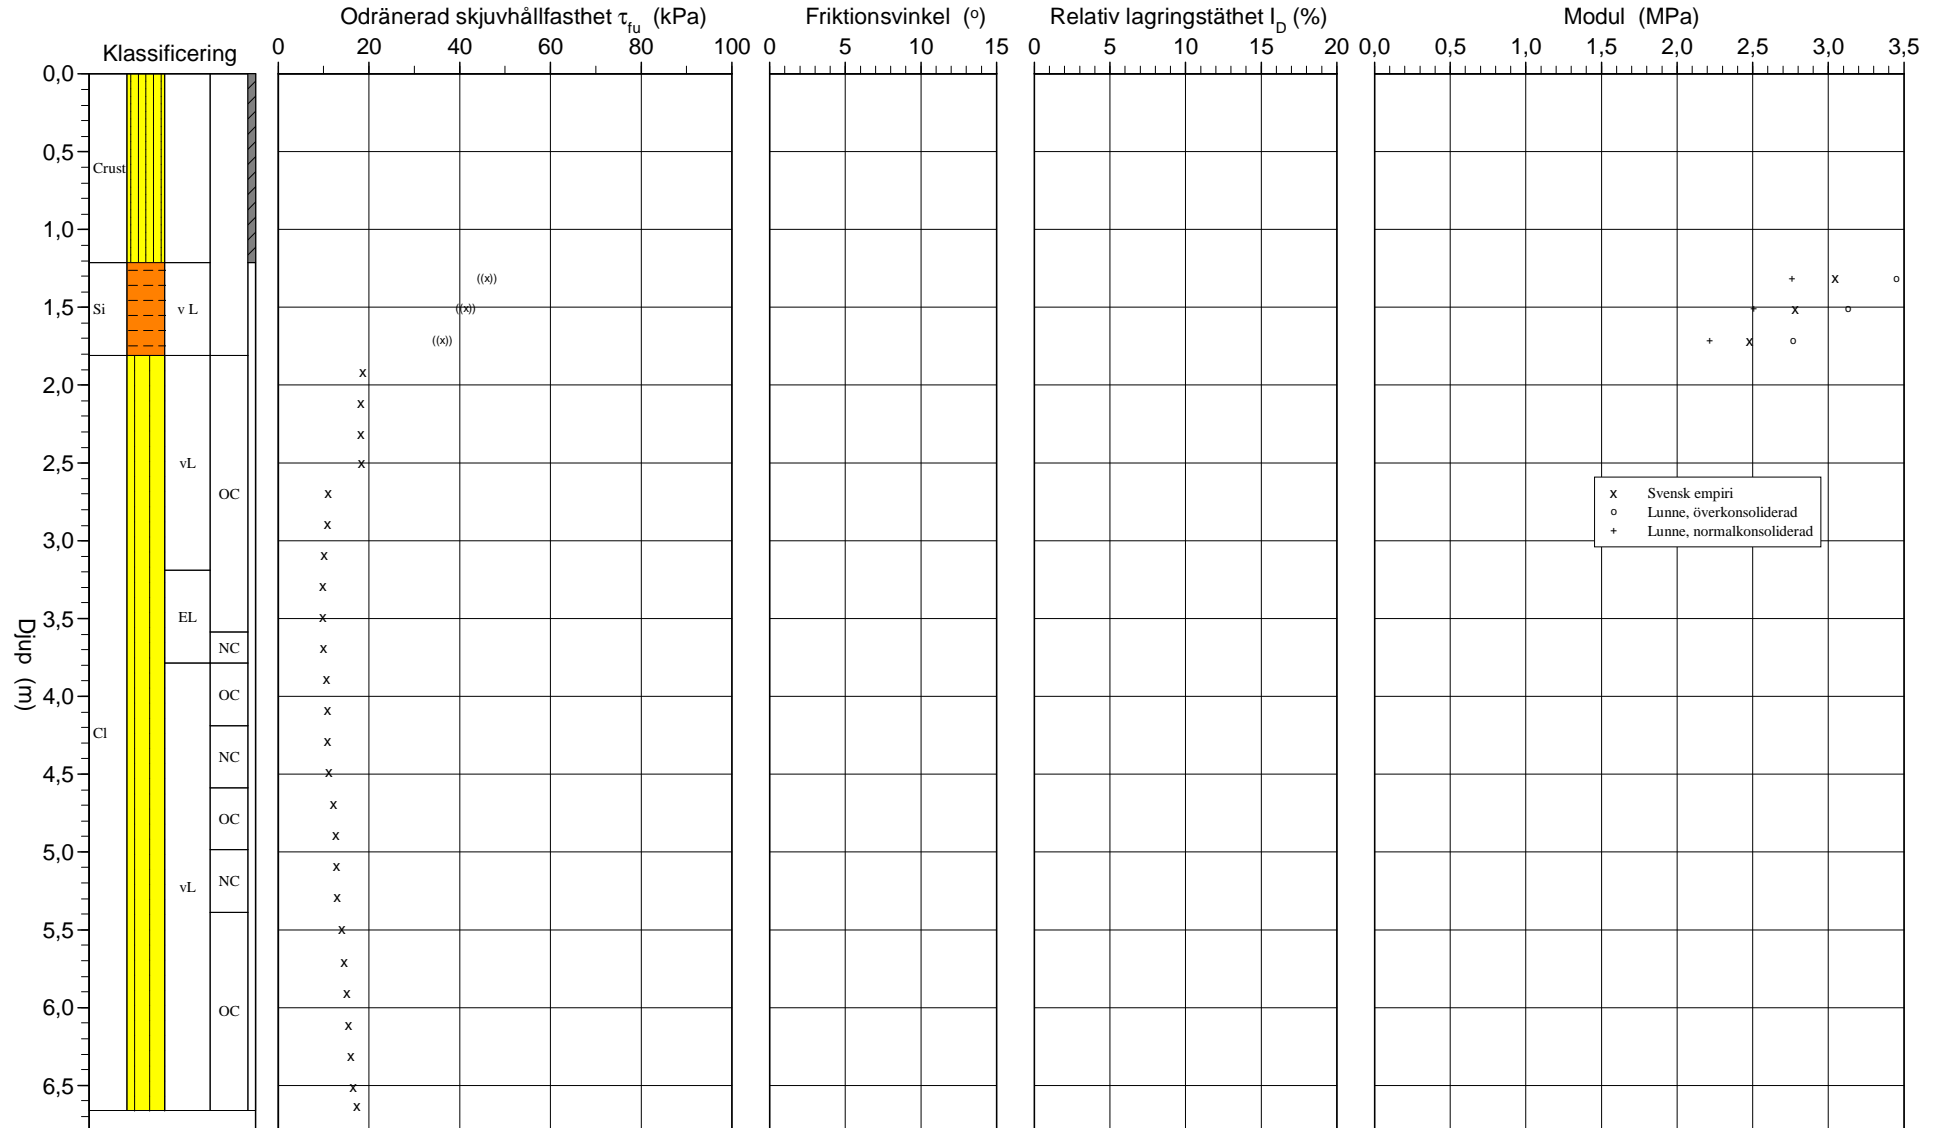 Odränerad skjuvhållfasthet τfu (kPa)
Friktionsvinkel (o)
Relativ lagringstäthet ID (%)
Modul (MPa)
Klassificering
0 20 40 60 80 100
0 5 10 15
0 5 10 15 20
0,0 0,5 1,0 1,5 2,0 2,5 3,0 3,5
0,0
0,5
Crust
1,0
((x))
+ x o
Si
v L
1,5
((x))
+ x o
((x))
+ x o
2,0
vL
2,5
OC
x Svensk empiri
o Lunne, överkonsoliderad
+ Lunne, normalkonsoliderad
3,0
EL
3,5
NC
Djup (m)
OC
4,0
Cl
NC
4,5
OC
5,0
vL
NC
5,5
6,0
OC
6,5